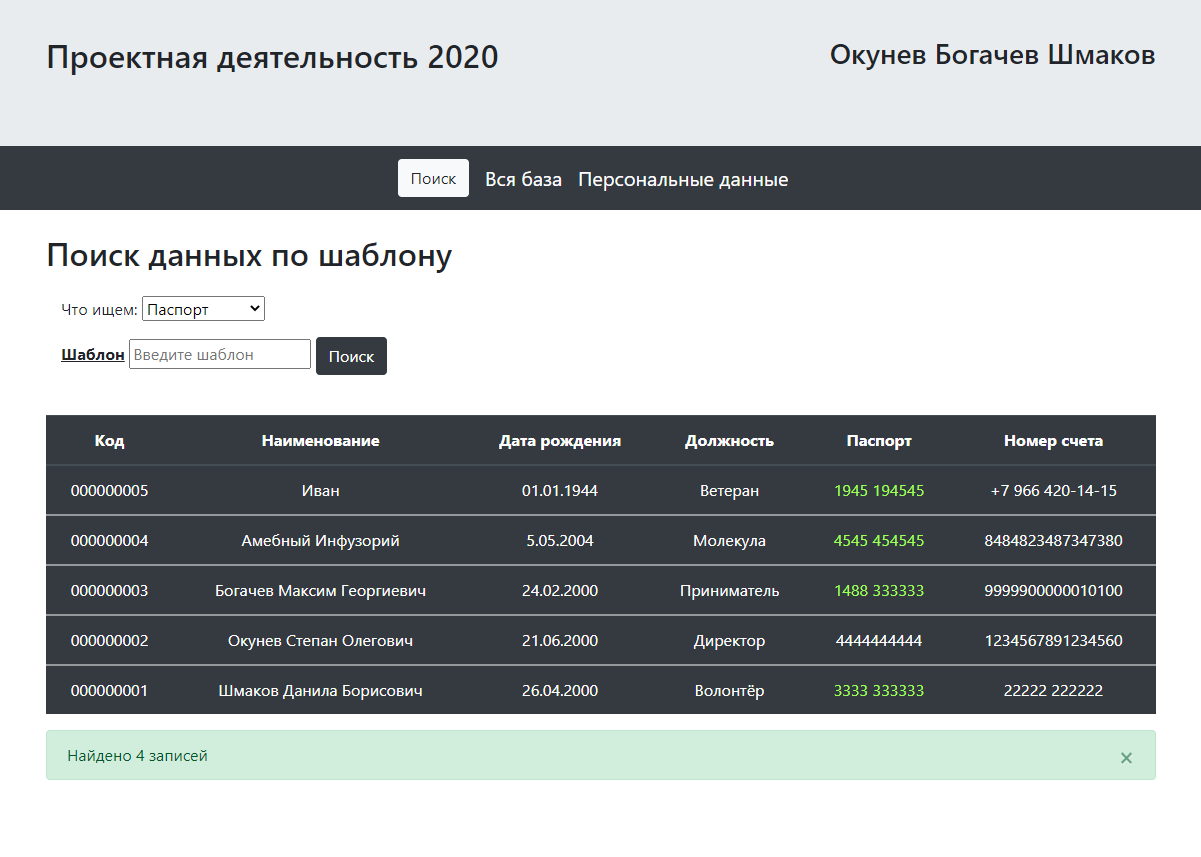 Проектная деятельность 2020
Окунев Богачев Шмаков
Поиск Вся база Персональные данные
Поиск данных по шаблону
Что ищем: Паспорт
Шаблон Введите шаблон Поиск
Код Наименование Дата рождения Должность Паспорт Номер счета
000000005 Иван 01.01.1944 Ветеран 1945 194545 +7 966 420-14-15
000000004 Амебный Инфузорий 5.05.2004 Молекула 4545 454545 8484823487347380
000000003 Богачев Максим Георгиевич 24.02.2000 Приниматель 1488 333333 9999900000010100
000000002 Окунев Степан Олегович 21.06.2000 Директор 4444444444 1234567891234560
000000001 Шмаков Данила Борисович 26.04.2000 Волонтёр 3333 333333 22222 222222
Найдено 4 записей ×